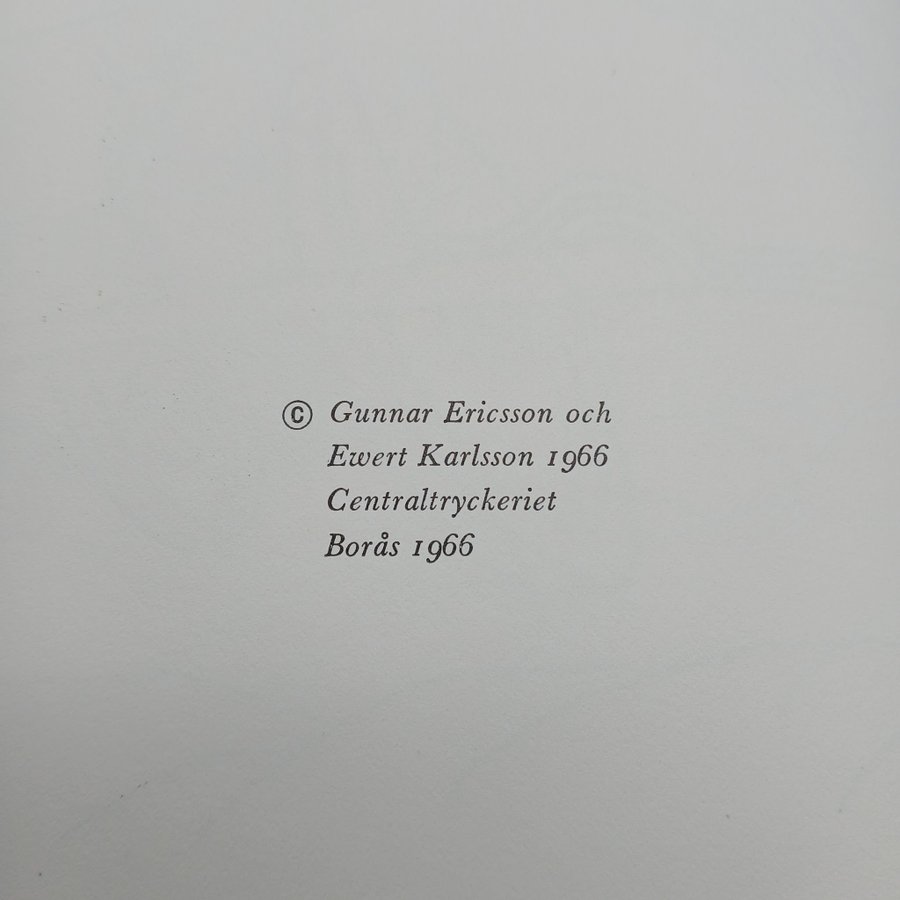 © Gunnar Ericsson och
Ewert Karlsson 1966
Centraltryckeriet
Borås 1966